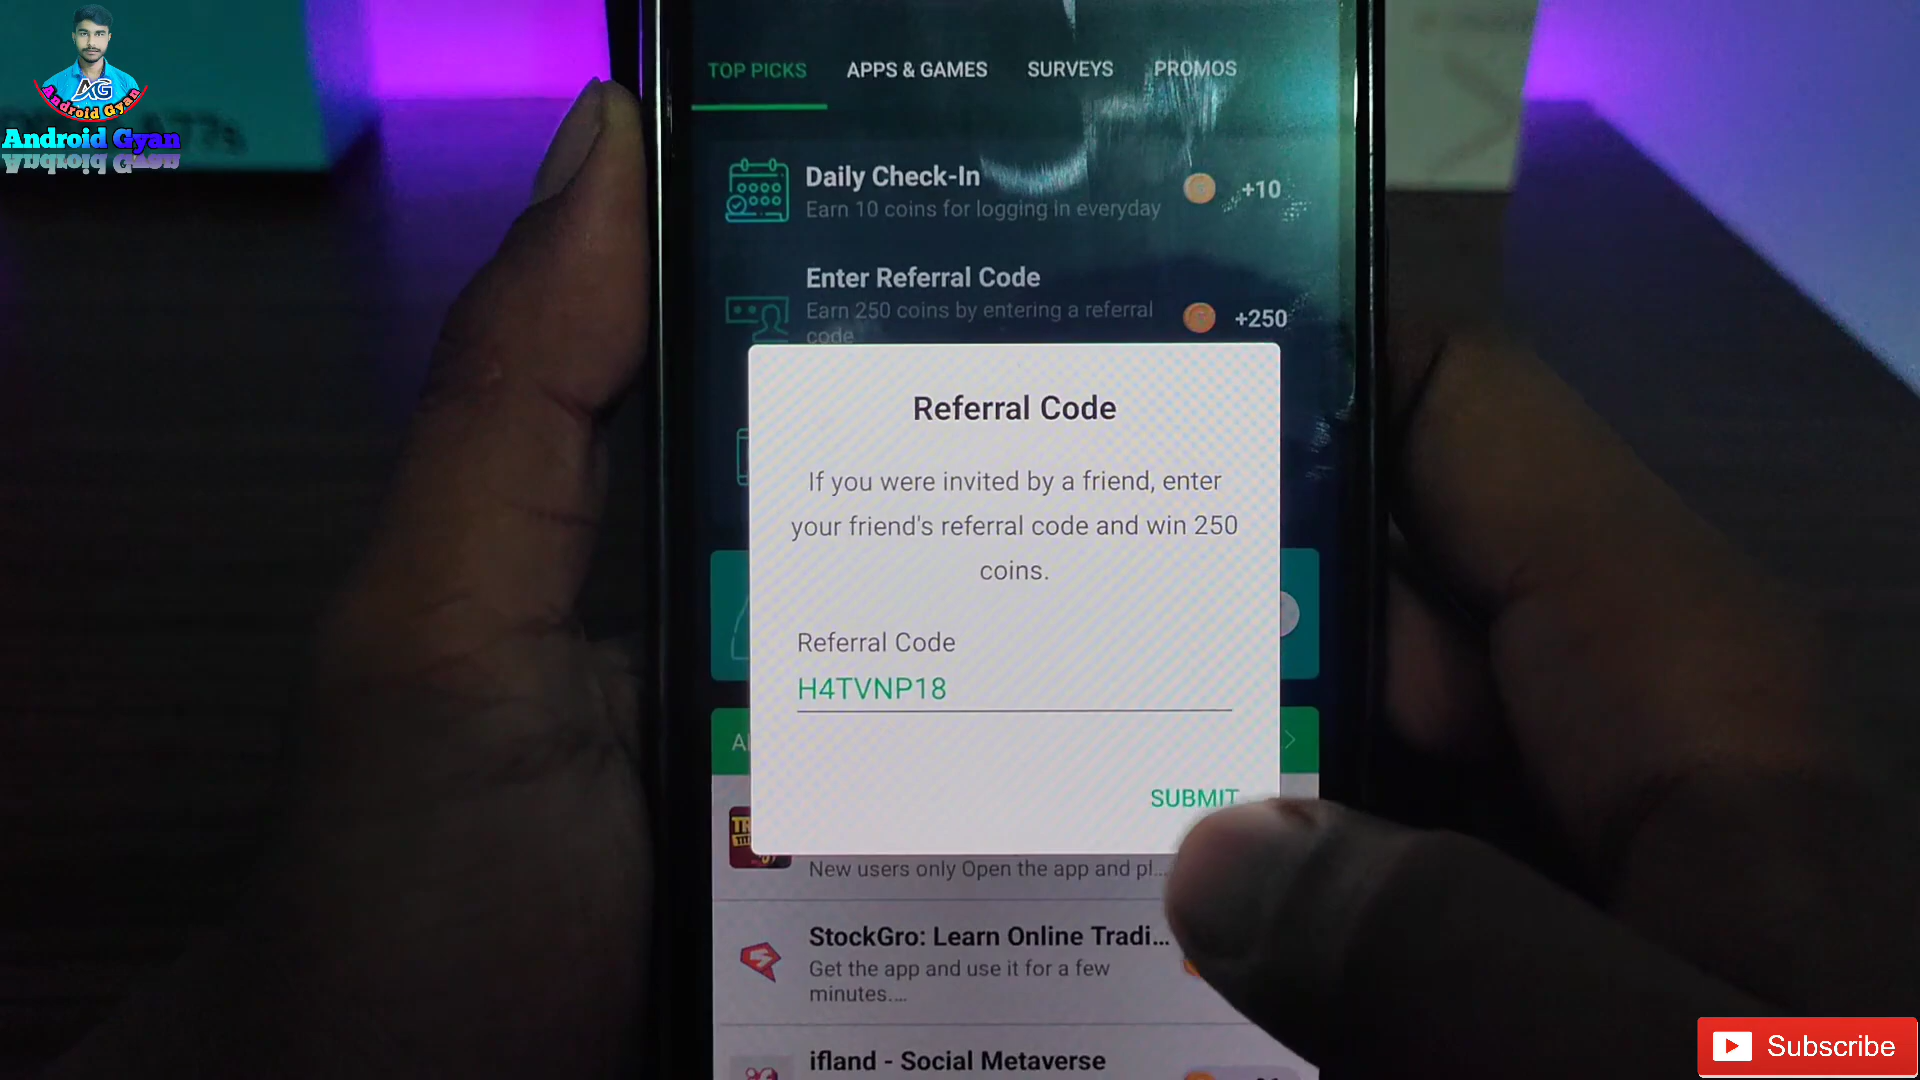 AG
Android Gyan
Android Gyan
TOP PICKS APPS & GAMES SURVEYS PROMOS
Daily Check-In
Earn 10 coins for logging in everyday
+10
Enter Referral Code
Earn 250 coins by entering a referral
code
+250
Referral Code
If you were invited by a friend, enter
your friend's referral code and win 250
coins.
Referral Code
H4TVNP18
SUBMIT
New users only Open the app and pl...
StockGro: Learn Online Tradi...
Get the app and use it for a few
minutes....
ifland - Social Metaverse
Subscribe